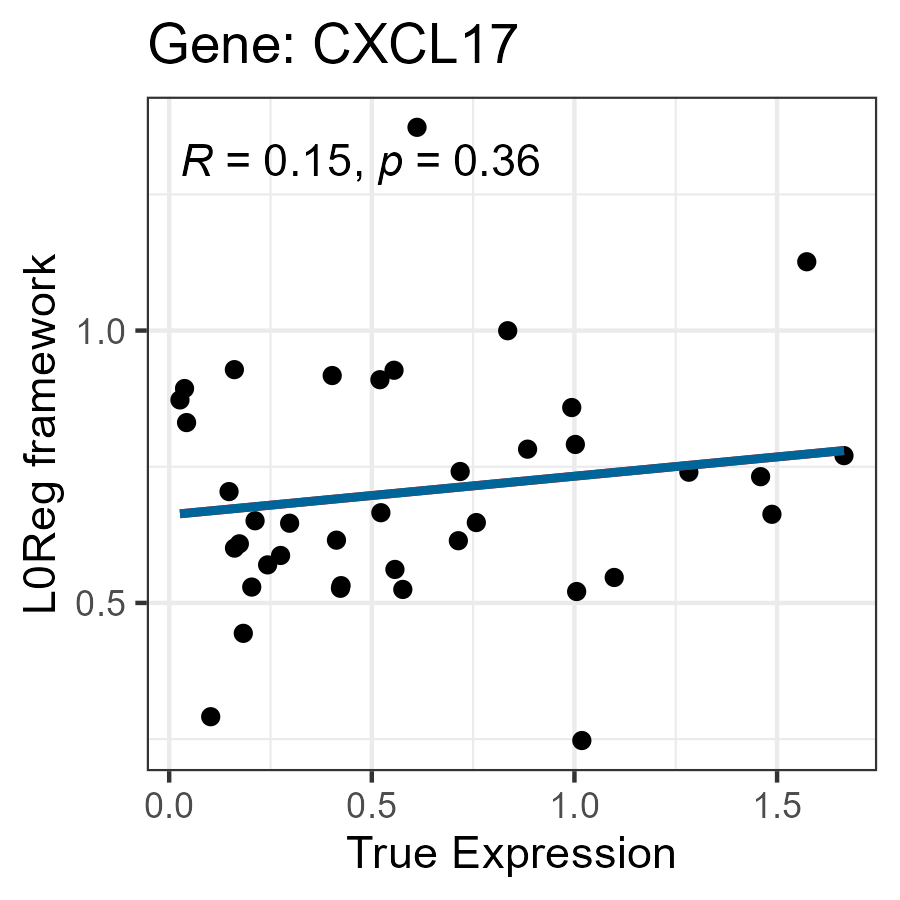 Gene: CXCL17
R = 0.15, p = 0.36
L0Reg framework
1.0
0.5
0.0 0.5 1.0 1.5
True Expression